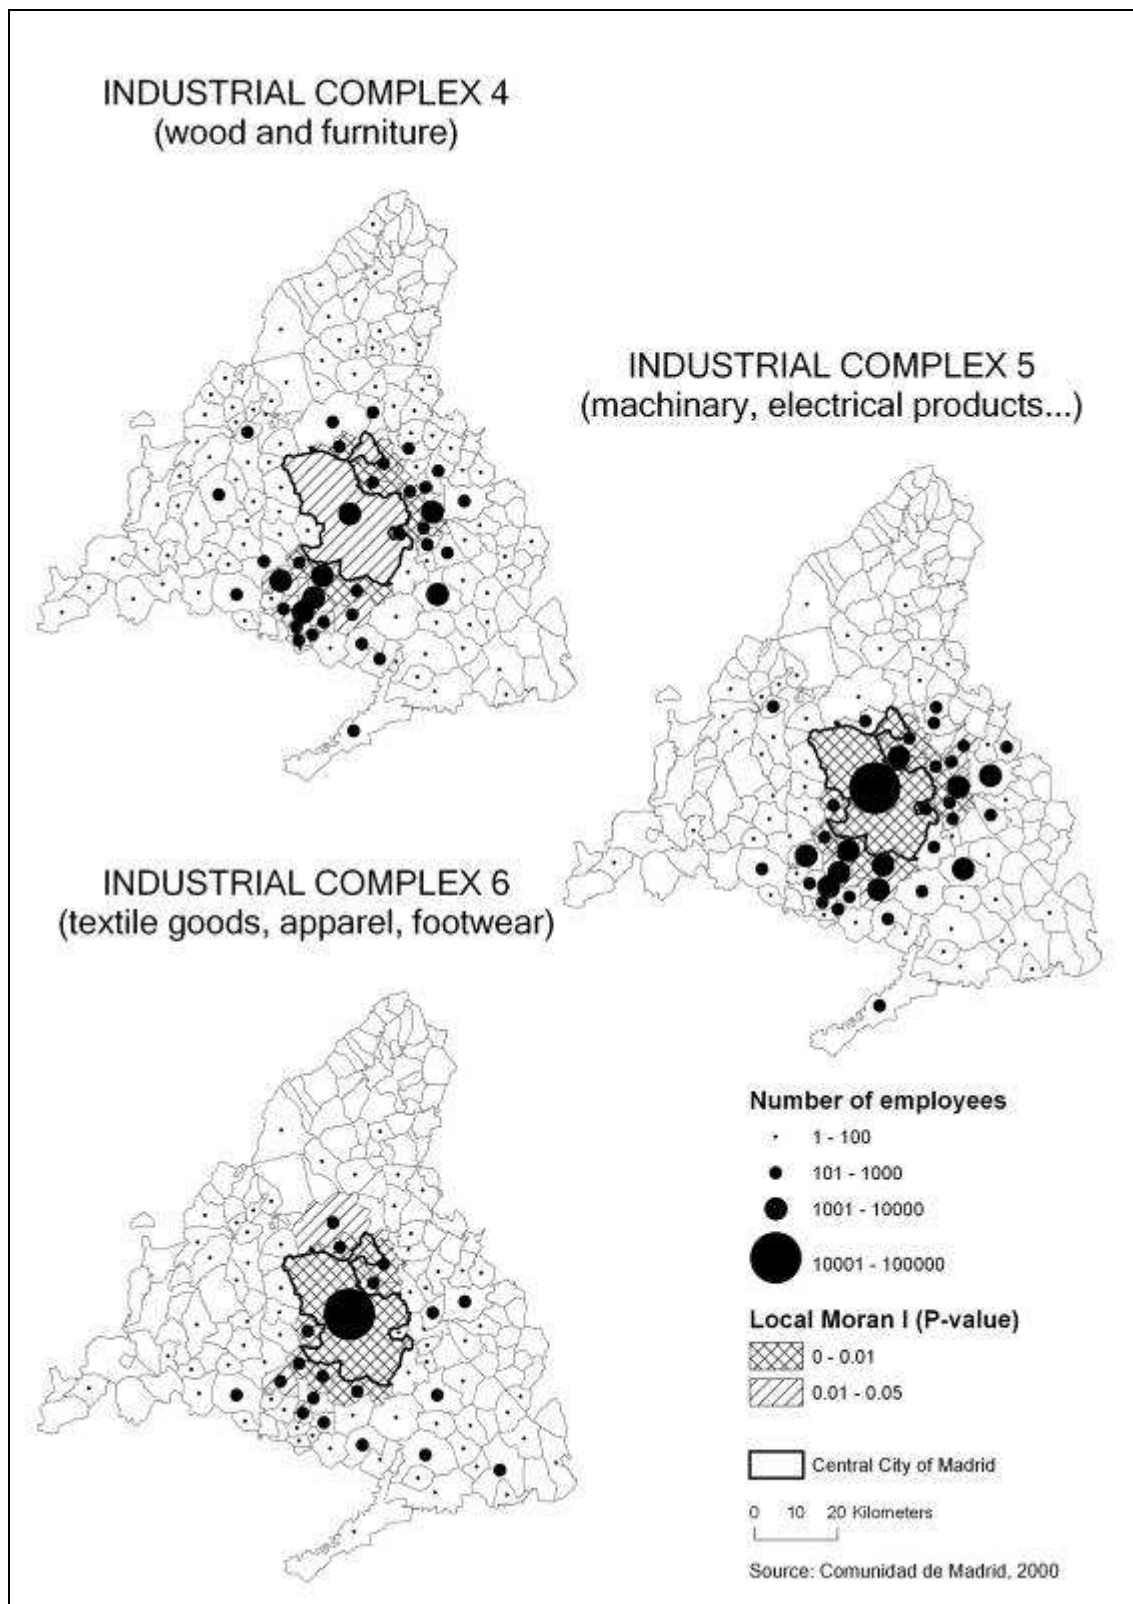 INDUSTRIAL COMPLEX 4
(wood and furniture)
INDUSTRIAL COMPLEX 5
(machinary, electrical products...)
INDUSTRIAL COMPLEX 6
(textile goods, apparel, footwear)
Number of employees
1 - 100
101 - 1000
1001 - 10000
10001 - 100000
Local Moran I (P-value)
0 - 0.01
0.01 - 0.05
Central City of Madrid
0 10 20 Kilometers
Source: Comunidad de Madrid, 2000